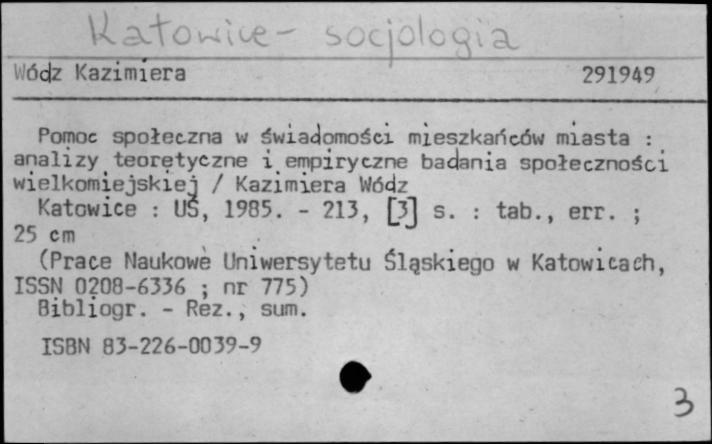 Katowice - socjologia
Wódz Kazimiera 291949
Pomoc społeczna w świadomości mieszkańców miasta :
analizy teoretyczne i empiryczne badania społeczności
wielkomiejskiej / Kazimiera Wódz
Katowice : UŚ, 1985. - 213, [3] s. : tab., err. ;
25 cm
(Prace Naukowe Uniwersytetu Śląskiego w Katowicach,
ISSN 0208-6336 ; nr 775)
Bibliogr. - Rez., sum.
ISBN 83-226-0039-9
3